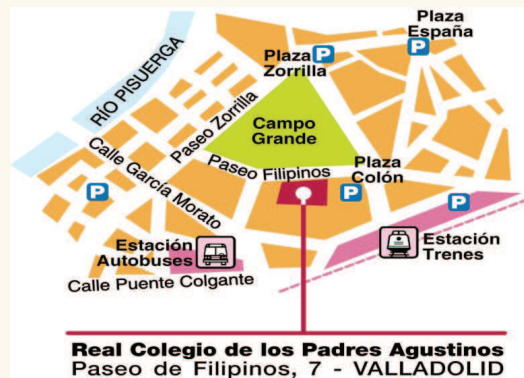 Plaza
España
P
P
Plaza
Zorrilla
RÍO PISUERGA
Paseo Zorrilla
Campo
Grande
Calle García Morato
Paseo Filipinos
Plaza
Colón
P
P
P
Estación
Autobuses
Estación
Trenes
Calle Puente Colgante
Real Colegio de los Padres Agustinos
Paseo de Filipinos, 7 - VALLADOLID